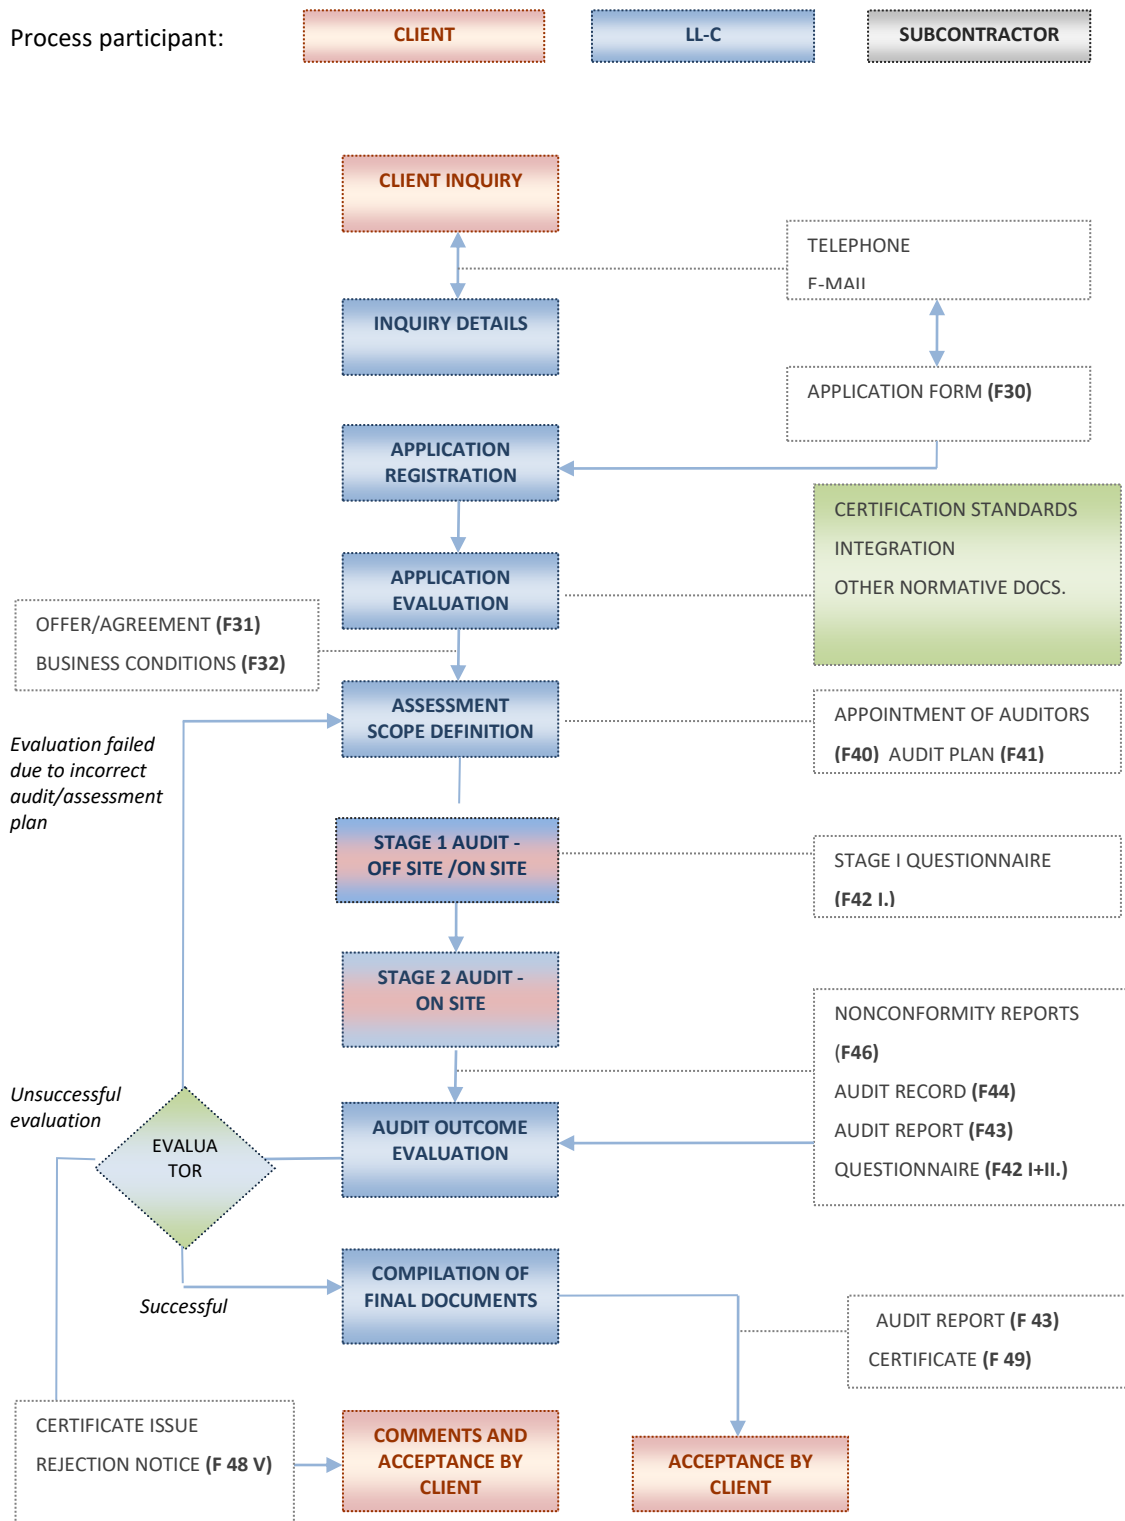 Process participant:
CLIENT
LL-C
SUBCONTRACTOR
CLIENT INQUIRY
TELEPHONE
E-MAIL
INQUIRY DETAILS
APPLICATION FORM (F30)
APPLICATION
REGISTRATION
CERTIFICATION STANDARDS
INTEGRATION
OTHER NORMATIVE DOCS.
APPLICATION
EVALUATION
OFFER/AGREEMENT (F31)
BUSINESS CONDITIONS (F32)
ASSESSMENT
SCOPE DEFINITION
APPOINTMENT OF AUDITORS
(F40) AUDIT PLAN (F41)
Evaluation failed
due to incorrect
audit/assessment
plan
STAGE 1 AUDIT -
OFF SITE /ON SITE
STAGE I QUESTIONNAIRE
(F42 I.)
STAGE 2 AUDIT -
ON SITE
NONCONFORMITY REPORTS
(F46)
AUDIT RECORD (F44)
AUDIT REPORT (F43)
QUESTIONNAIRE (F42 I+II.)
Unsuccessful
evaluation
EVALUA
TOR
AUDIT OUTCOME
EVALUATION
COMPILATION OF
FINAL DOCUMENTS
Successful
AUDIT REPORT (F 43)
CERTIFICATE (F 49)
CERTIFICATE ISSUE
REJECTION NOTICE (F 48 V)
COMMENTS AND
ACCEPTANCE BY
CLIENT
ACCEPTANCE BY
CLIENT